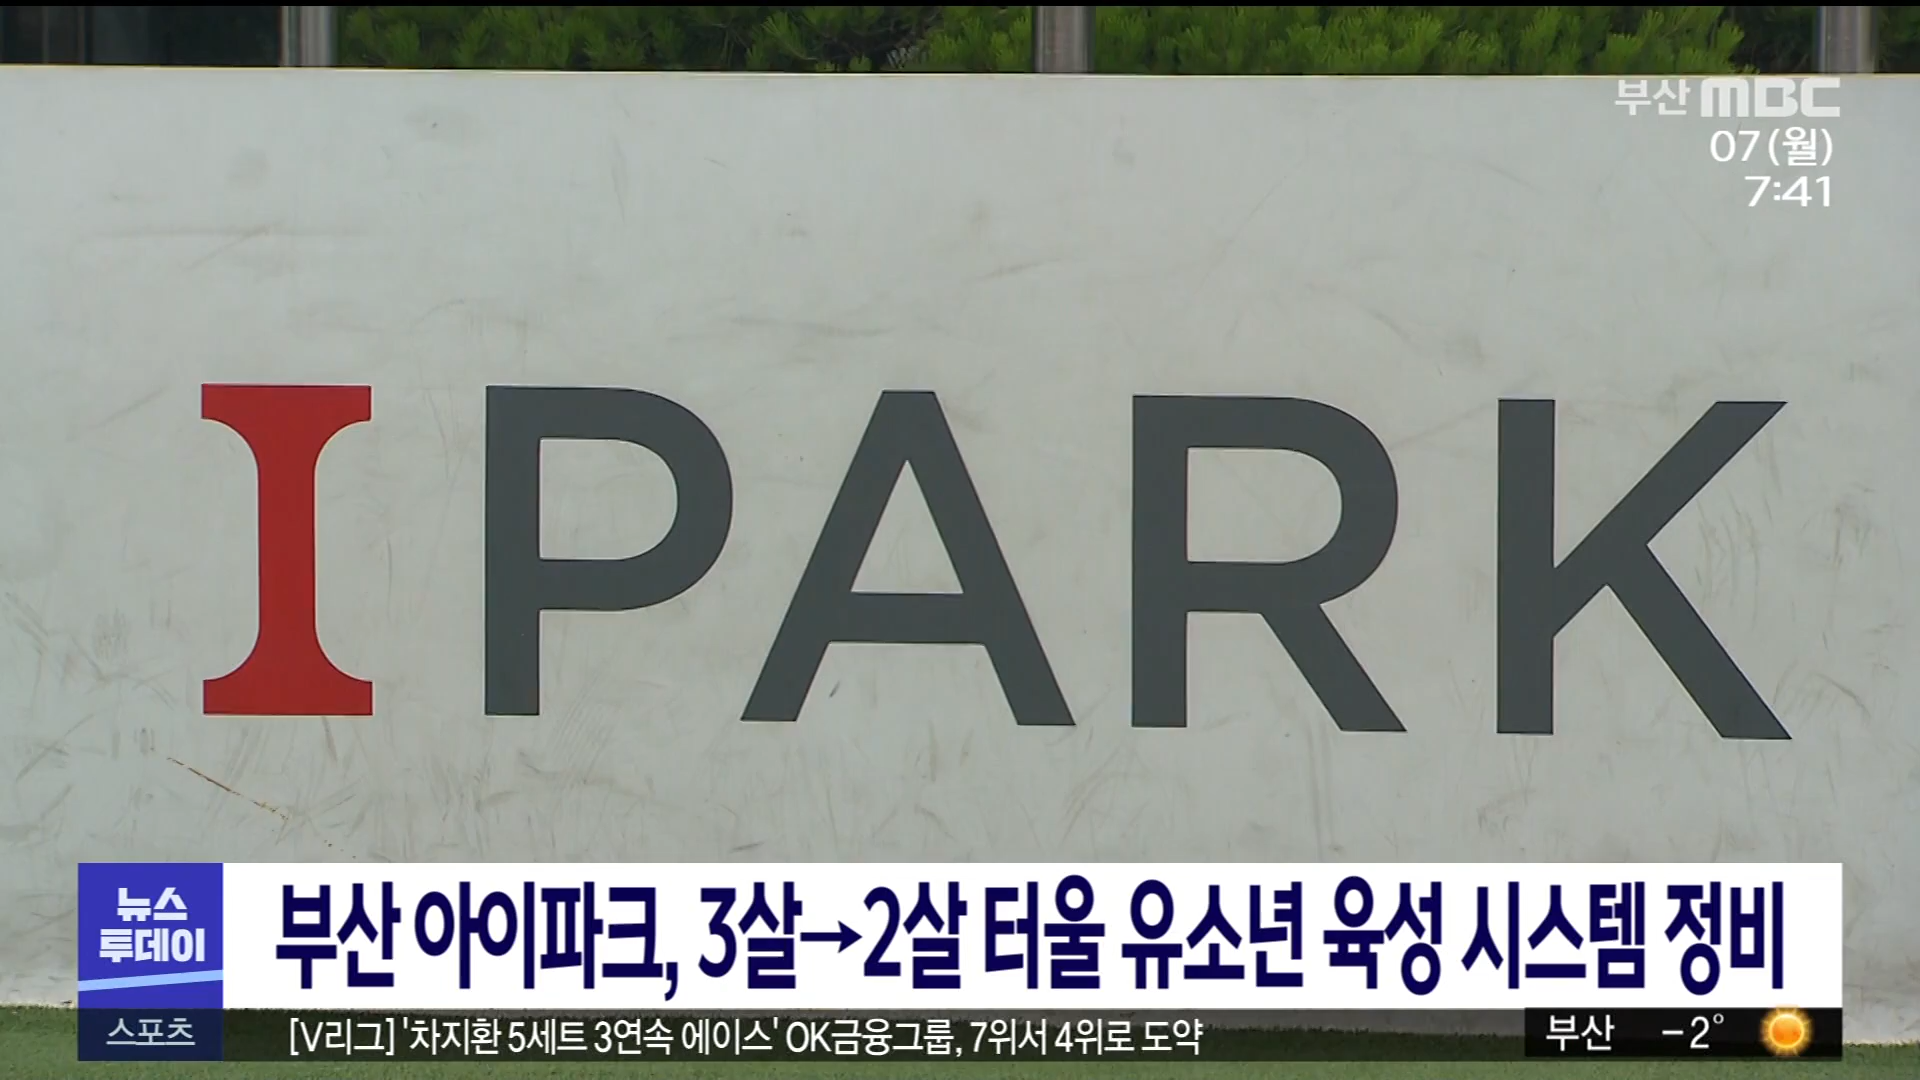 부산 MBC
07 (월)
7:41
I PARK
뉴스
투데이
부산 아이파크, 3살→2살 터울 유소년 육성 시스템 정비
스포츠
[V리그] '차지환 5세트 3연속 에이스' OK금융그룹, 7위서 4위로 도약
부산 -2°